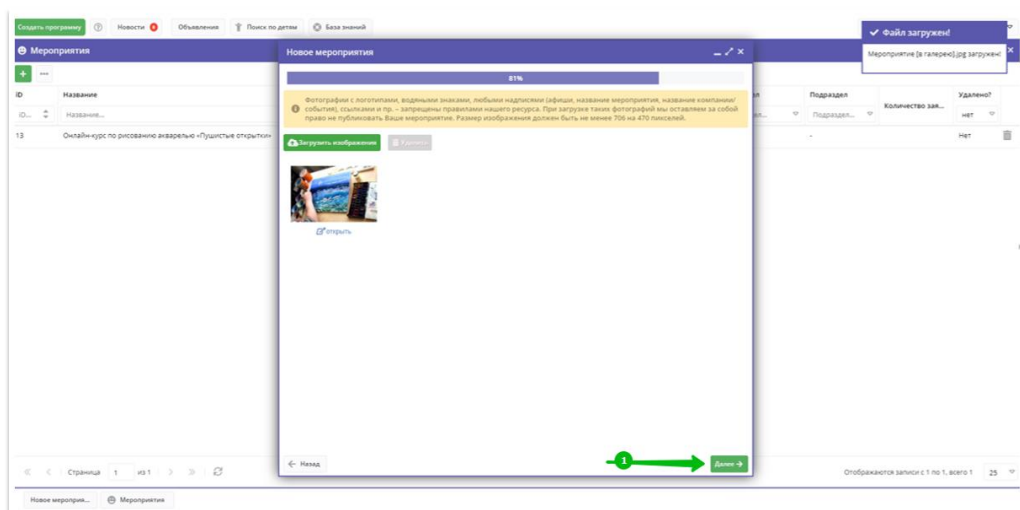 Создать программу
Новости
Объявления
Поиск по детям
База знаний
Мероприятия
ID
Название
ID...
Название...
13 Онлайн-курс по рисованию акварелью «Пушистые открытки»
Новое мероприятия
81%
Фотографии с логотипами, водяными знаками, любыми надписями (афиши, название мероприятия, название компании/
события), ссылками и пр. – запрещены правилами нашего ресурса. При загрузке таких фотографий мы оставляем за собой
право не публиковать Ваше мероприятие. Размер изображения должен быть не менее 706 на 470 пикселей.
Загрузить изображения
Удалить
открыть
Назад
1
Далее
Файл загружен!
Мероприятие [в галерею].jpg загружен!
Подраздел
Количество зая...
Удалено?
Подраздел...
нет
-
Нет
Страница 1 из 1
Отображаются записи с 1 по 1, всего 1
25
Новое мероприя...
Мероприятия